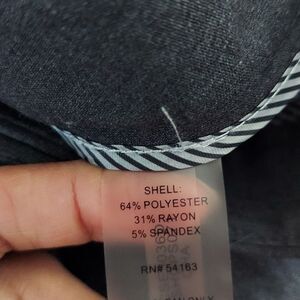 SHELL:
64% POLYESTER
31% RAYON
5% SPANDEX
RN# 54163